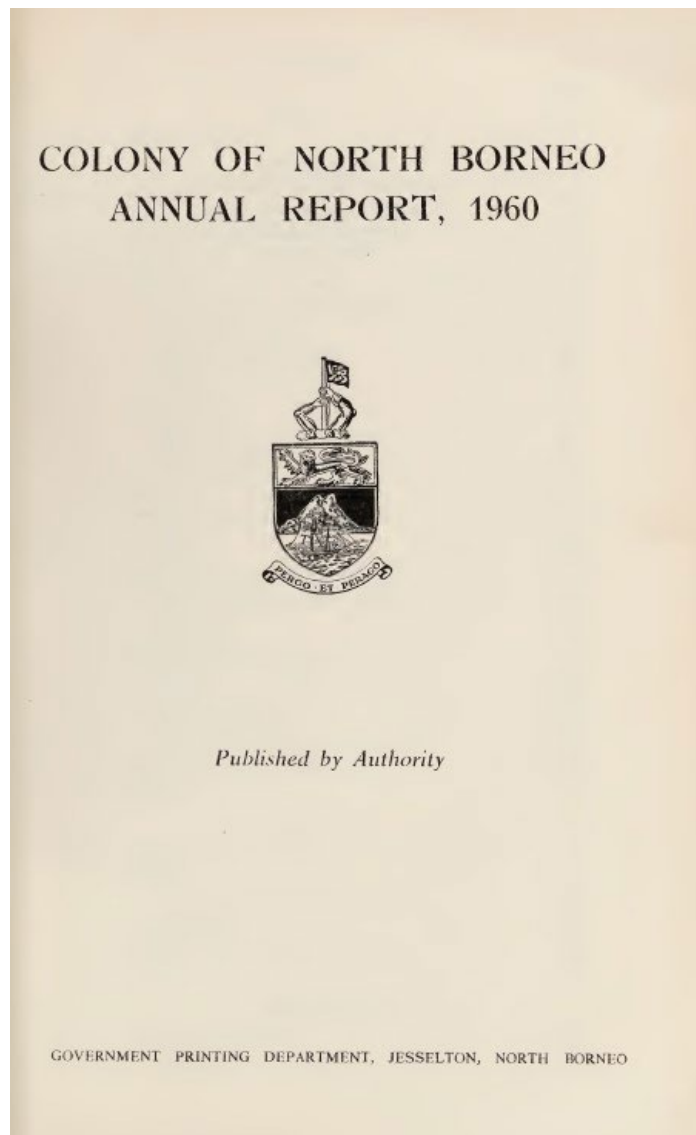 COLONY OF NORTH BORNEO
ANNUAL REPORT, 1960
PERGO · ET PERAGO
Published by Authority
GOVERNMENT PRINTING DEPARTMENT, JESSELTON, NORTH BORNEO